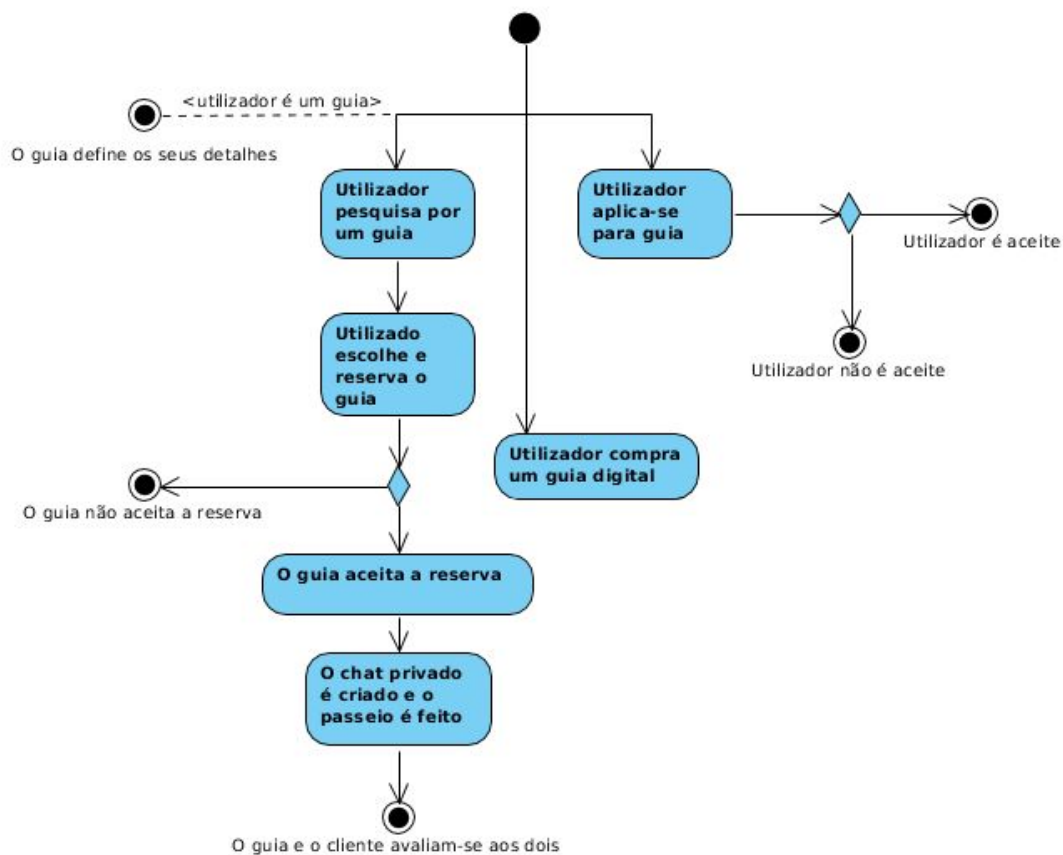 <utilizador é um guia>
O guia define os seus detalhes
Utilizador
pesquisa por
um guia
Utilizador
aplica-se
para guia
Utilizador é aceite
Utilizado
escolhe e
reserva o
guia
Utilizador não é aceite
Utilizador compra
um guia digital
O guia não aceita a reserva
O guia aceita a reserva
O chat privado
é criado e o
passeio é feito
O guia e o cliente avaliam-se aos dois